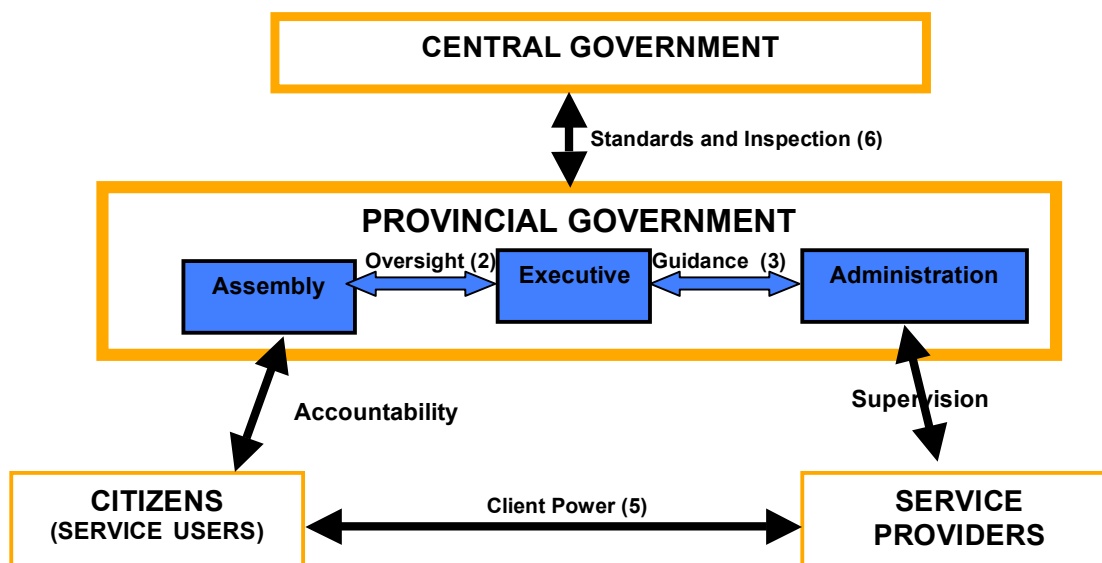 CENTRAL GOVERNMENT
Standards and Inspection (6)
PROVINCIAL GOVERNMENT
Oversight (2)
Guidance (3)
Assembly
Executive
Administration
Accountability
Supervision
CITIZENS
(SERVICE USERS)
Client Power (5)
SERVICE
PROVIDERS